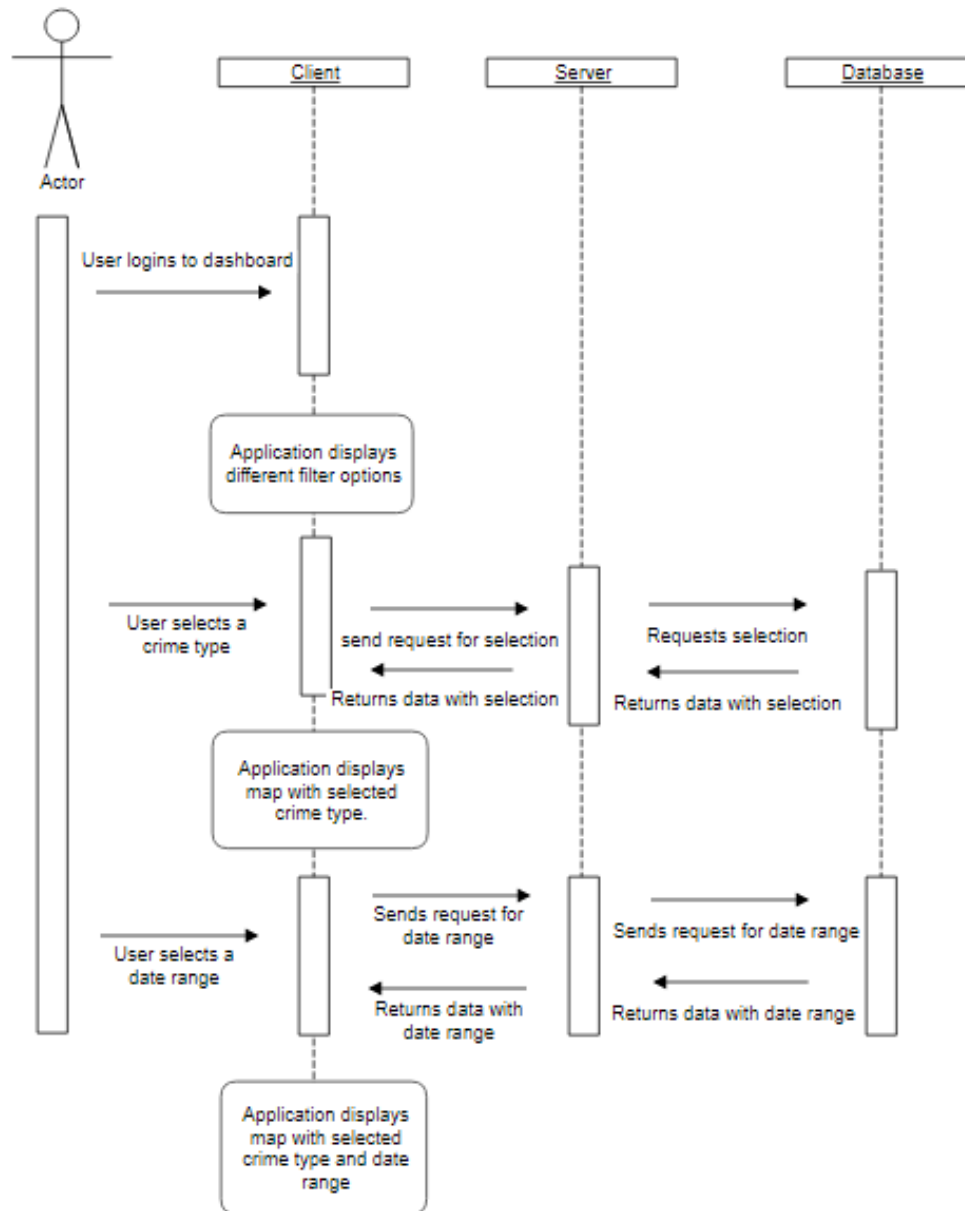 Client
Server
Database
Actor
User logins to dashboard
Application displays
different filter options
User selects a
crime type
send request for selection
Requests selection
Returns data with selection
Returns data with selection
Application displays
map with selected
crime type.
Sends request for
date range
Sends request for date range
User selects a
date range
Returns data with
date range
Returns data with date range
Application displays
map with selected
crime type and date
range